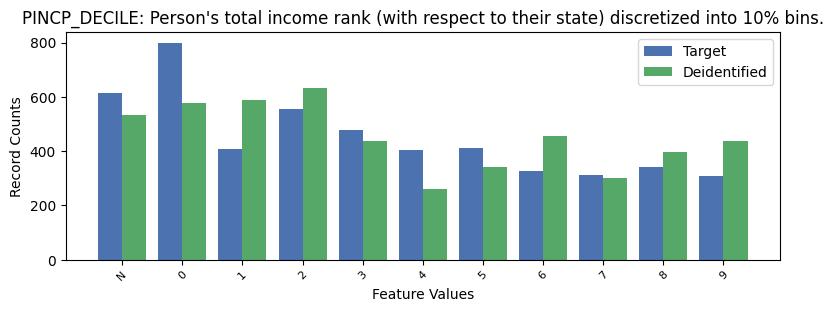 PINCP_DECILE: Person's total income rank (with respect to their state) discretized into 10% bins.
Target
Deidentified
Record Counts
800
600
400
200
0
N 0 1 2 3 4 5 6 7 8 9
Feature Values